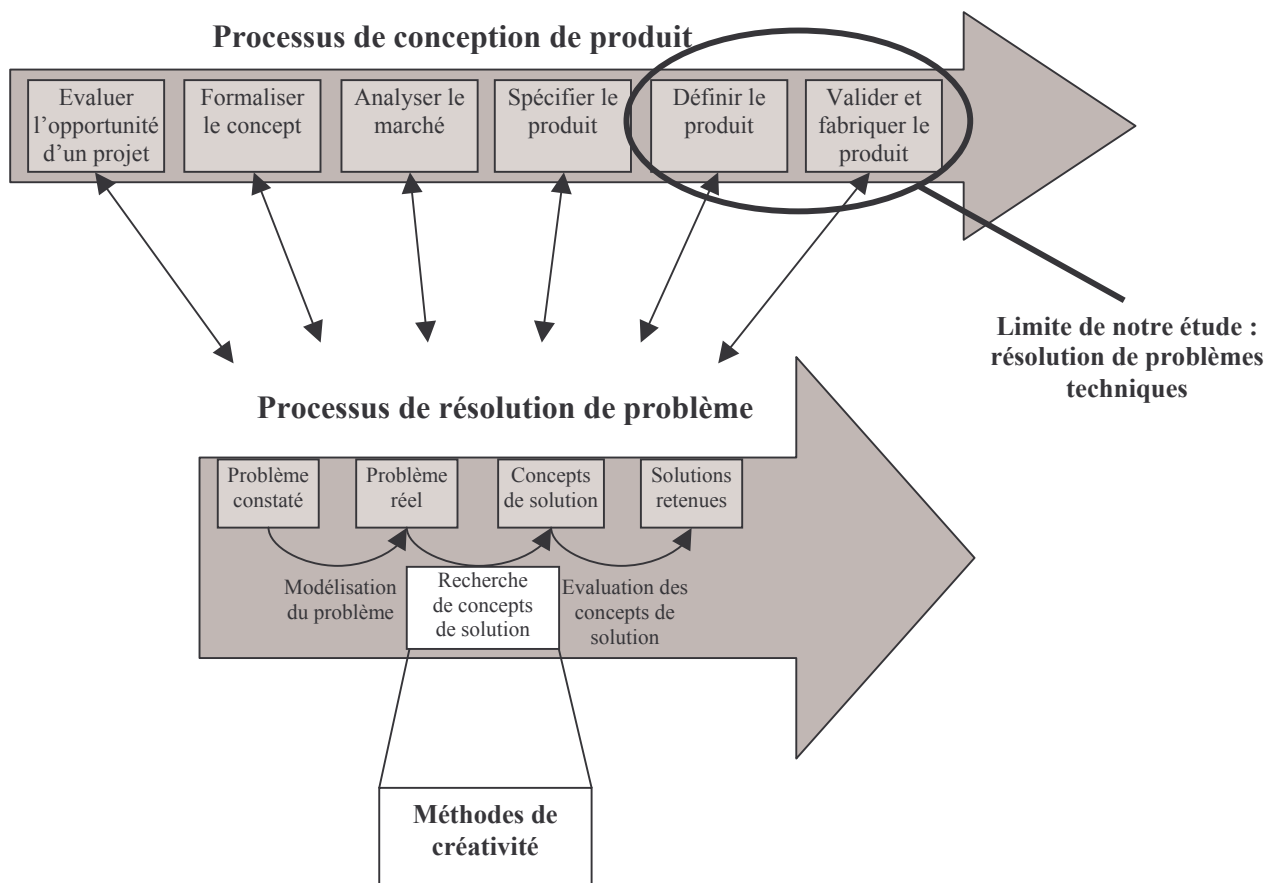 Processus de conception de produit
Evaluer
l’opportunité
d’un projet
Formaliser
le concept
Analyser le
marché
Spécifier le
produit
Définir le
produit
Valider et
fabriquer le
produit
Limite de notre étude :
résolution de problèmes
techniques
Processus de résolution de problème
Problème
constaté
Problème
réel
Concepts
de solution
Solutions
retenues
Modélisation
du problème
Recherche
de concepts
de solution
Evaluation des
concepts de
solution
Méthodes de
créativité